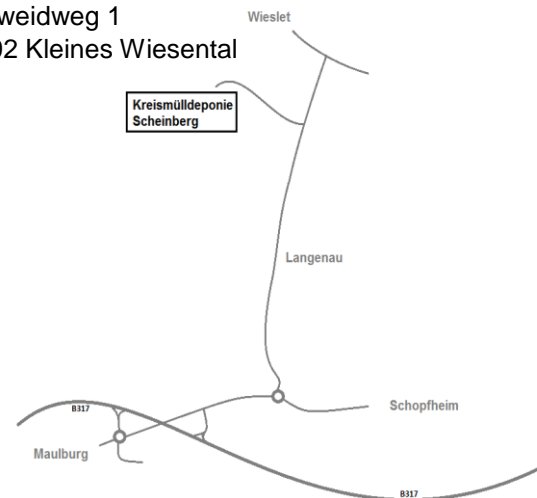 weidweg 1
02 Kleines Wiesental
Wieslet
Kreismülldeponie
Scheinberg
Langenau
Schopfheim
B317
Maulburg
B317